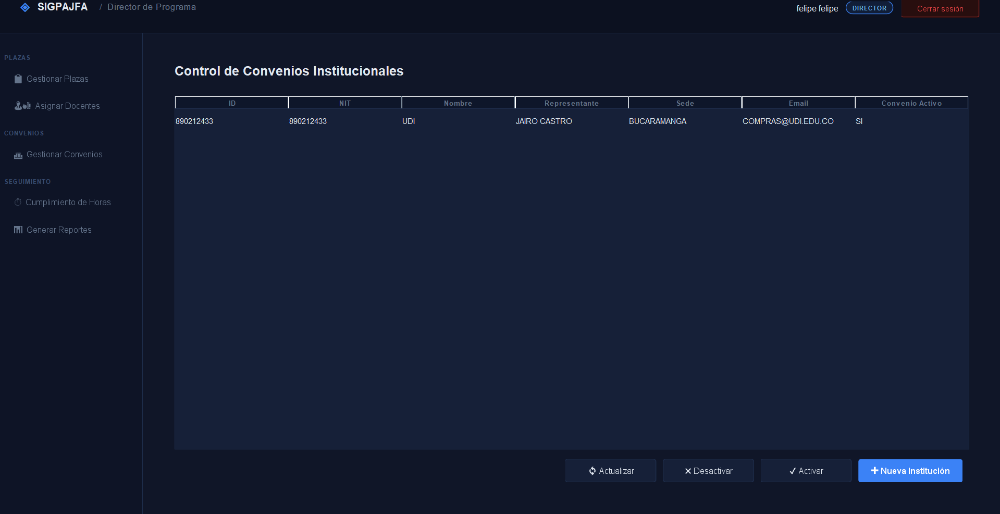 SIGPAJFA / Director de Programa
felipe felipe DIRECTOR Cerrar sesión
PLAZAS
Gestionar Plazas
Asignar Docentes
CONVENIOS
Gestionar Convenios
SEGUIMIENTO
Cumplimiento de Horas
Generar Reportes
Control de Convenios Institucionales
ID NIT Nombre Representante Sede Email Convenio Activo
890212433 890212433 UDI JAIRO CASTRO BUCARAMANGA COMPRAS@UDI.EDU.CO SI
Actualizar Desactivar Activar Nueva Institución